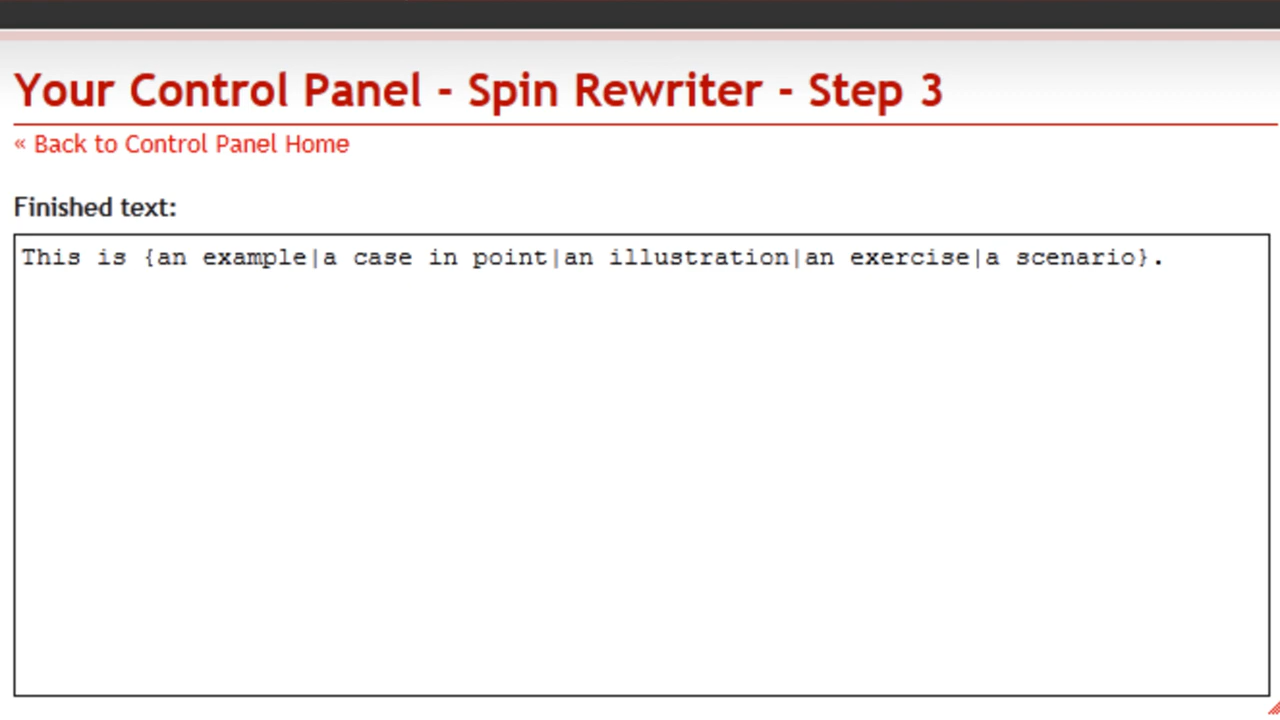 Your Control Panel - Spin Rewriter - Step 3
« Back to Control Panel Home
Finished text:
This is {an example|a case in point|an illustration|an exercise|a scenario}.